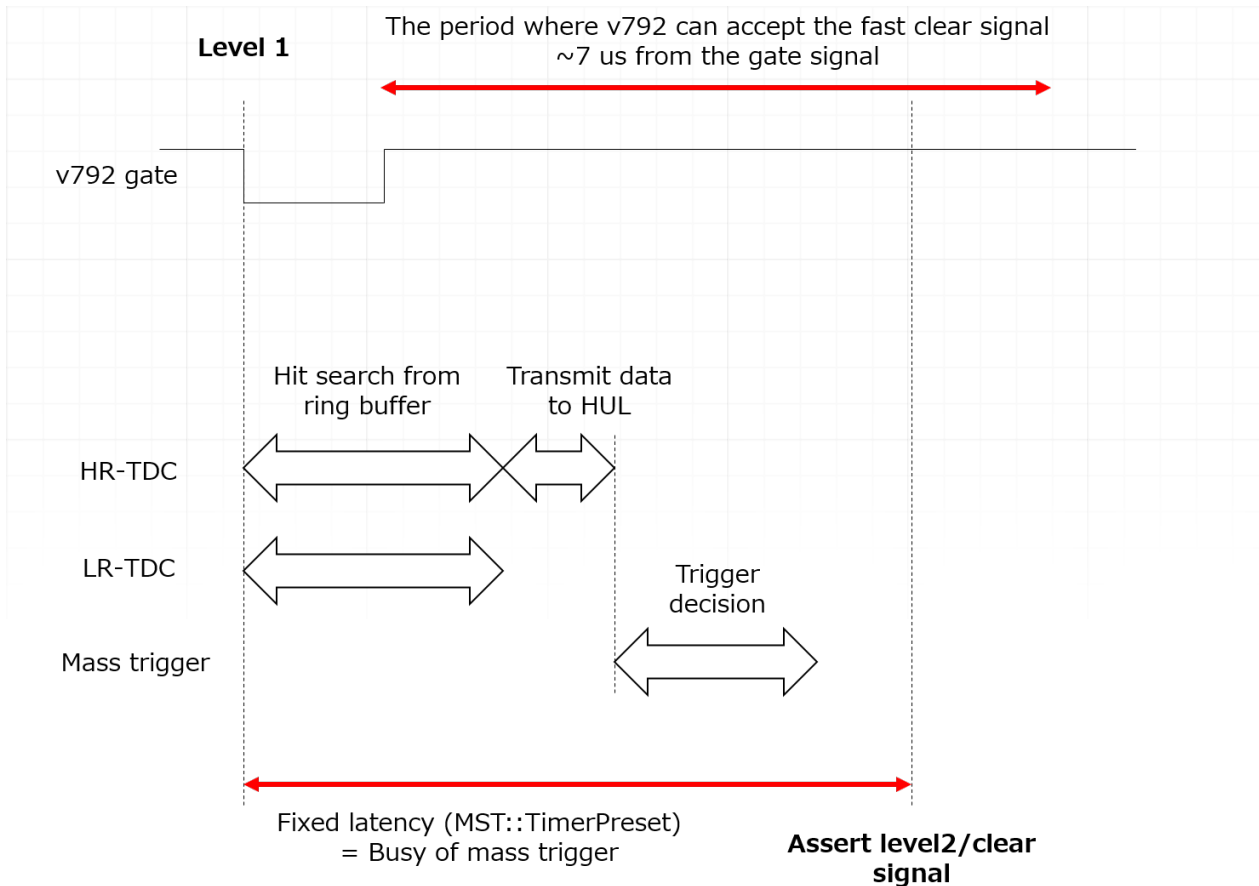 Level 1
The period where v792 can accept the fast clear signal
~7 us from the gate signal
v792 gate
Hit search from
ring buffer
Transmit data
to HUL
HR-TDC
LR-TDC
Trigger
decision
Mass trigger
Fixed latency (MST::TimerPreset)
= Busy of mass trigger
Assert level2/clear
signal